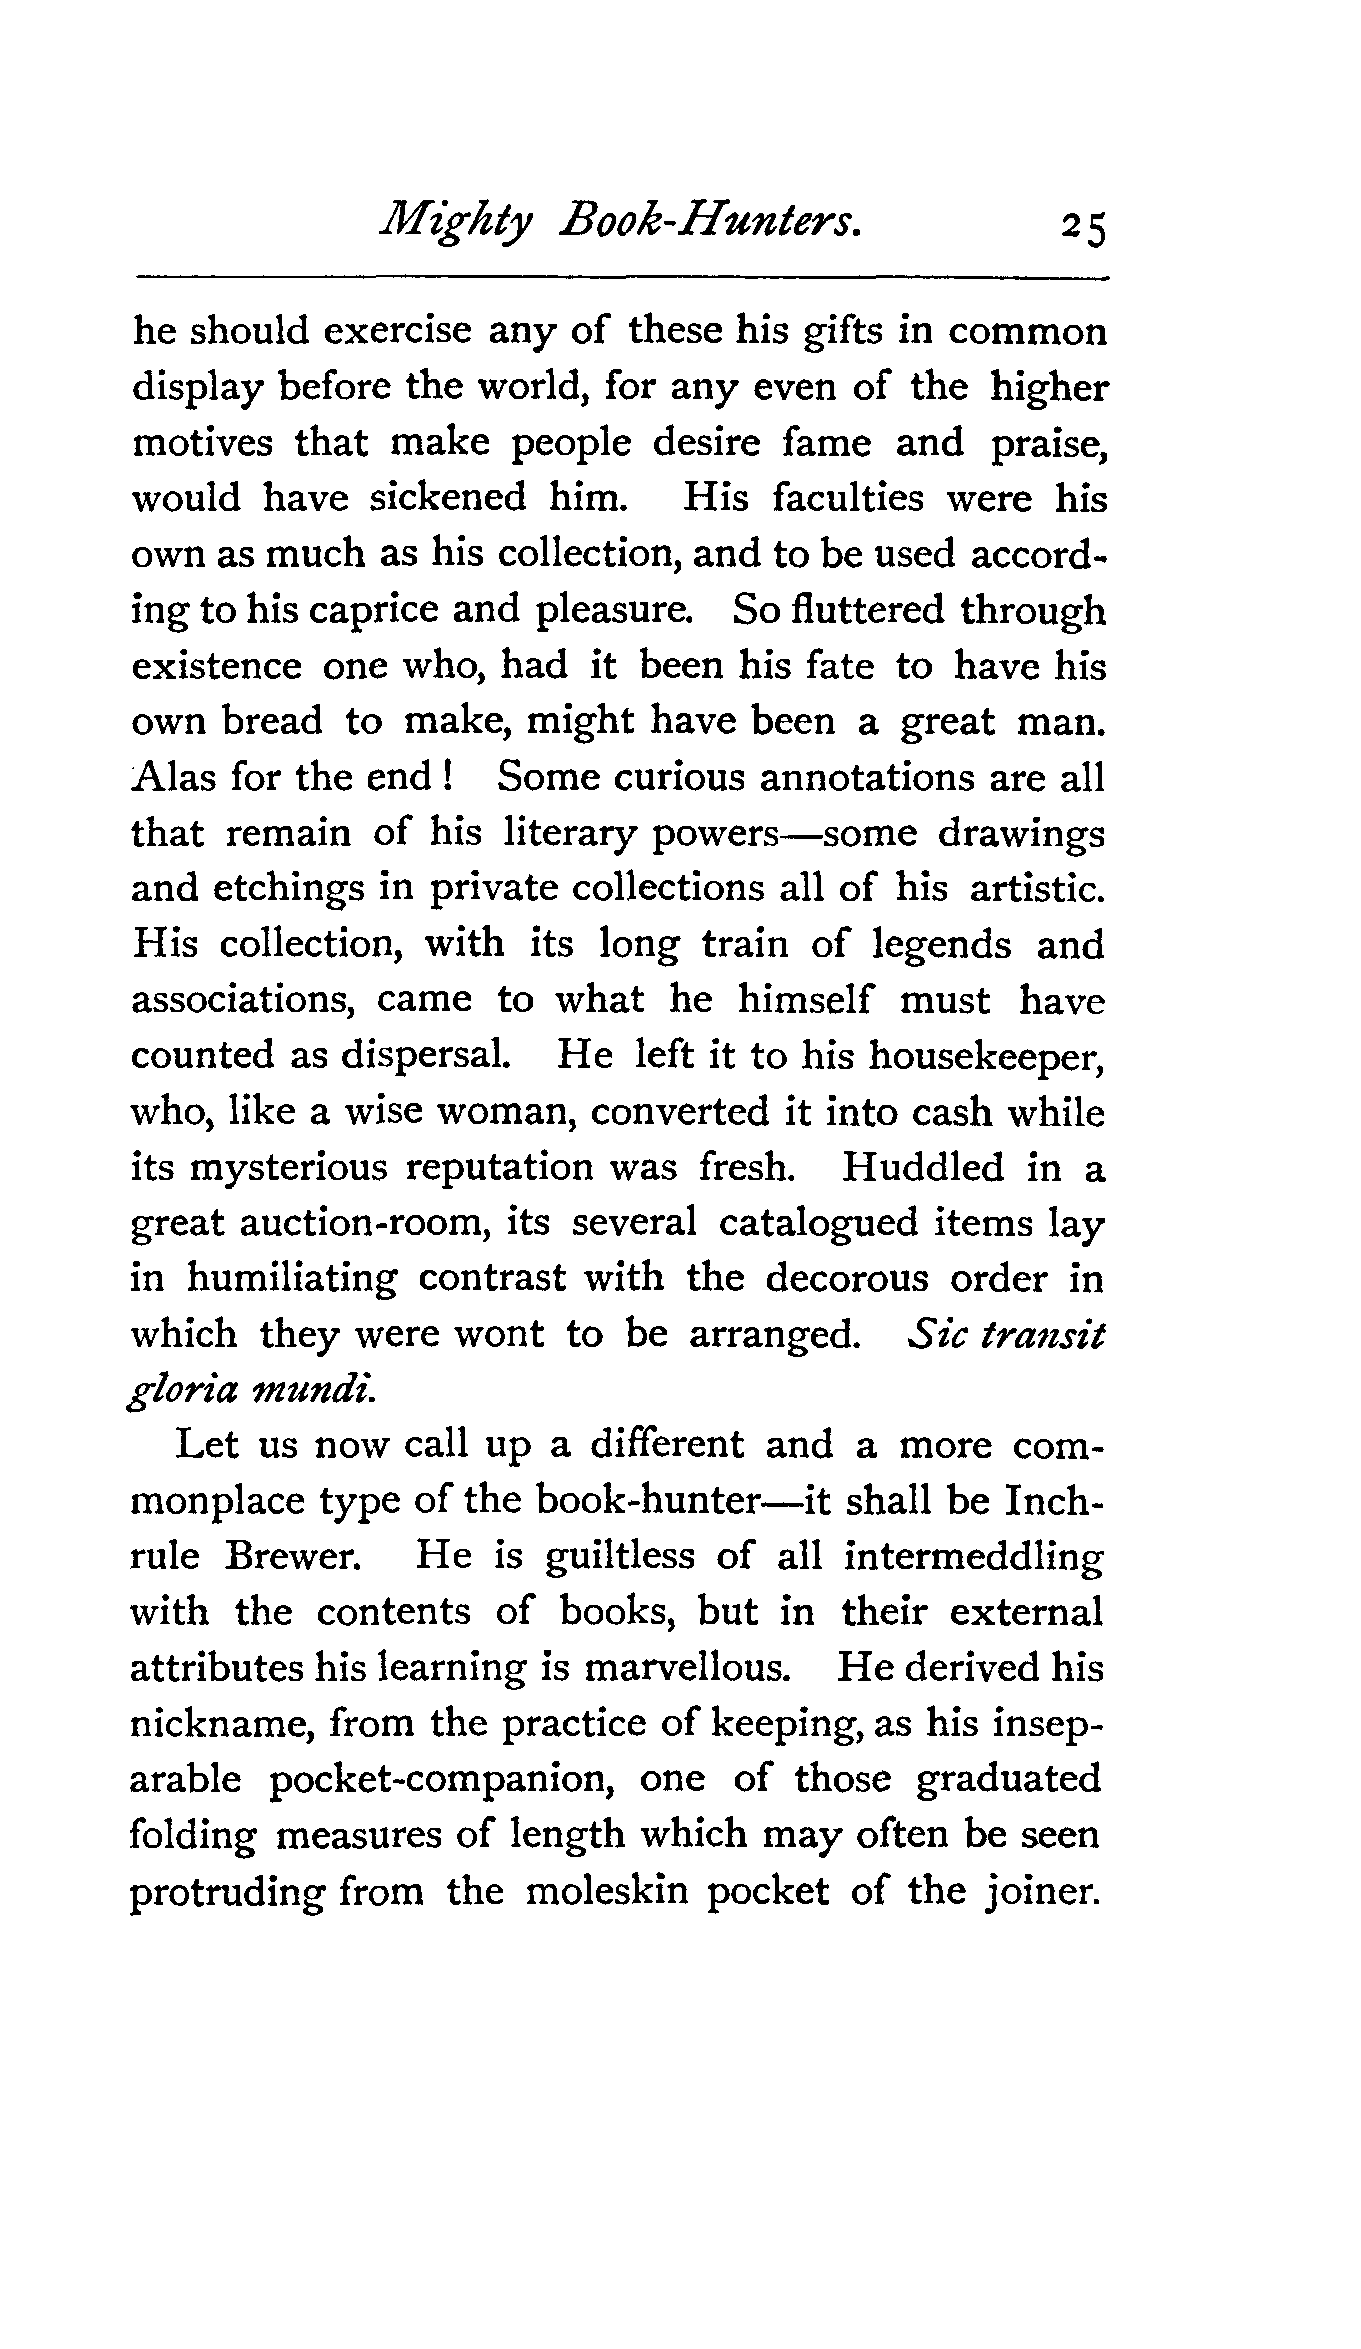 Mighty Book-Hunters. 25
he should exercise any of these his gifts in common
display before the world, for any even of the higher
motives that make people desire fame and praise,
would have sickened him. His faculties were his
own as much as his collection, and to be used accord-
ing to his caprice and pleasure. So fluttered through
existence one who, had it been his fate to have his
own bread to make, might have been a great man.
Alas for the end! Some curious annotations are all
that remain of his literary powers—some drawings
and etchings in private collections all of his artistic.
His collection, with its long train of legends and
associations, came to what he himself must have
counted as dispersal. He left it to his housekeeper,
who, like a wise woman, converted it into cash while
its mysterious reputation was fresh. Huddled in a
great auction-room, its several catalogued items lay
in humiliating contrast with the decorous order in
which they were wont to be arranged. Sic transit
gloria mundi.
Let us now call up a different and a more com-
monplace type of the book-hunter—it shall be Inch-
rule Brewer. He is guiltless of all intermeddling
with the contents of books, but in their external
attributes his learning is marvellous. He derived his
nickname, from the practice of keeping, as his insep-
arable pocket-companion, one of those graduated
folding measures of length which may often be seen
protruding from the moleskin pocket of the joiner.